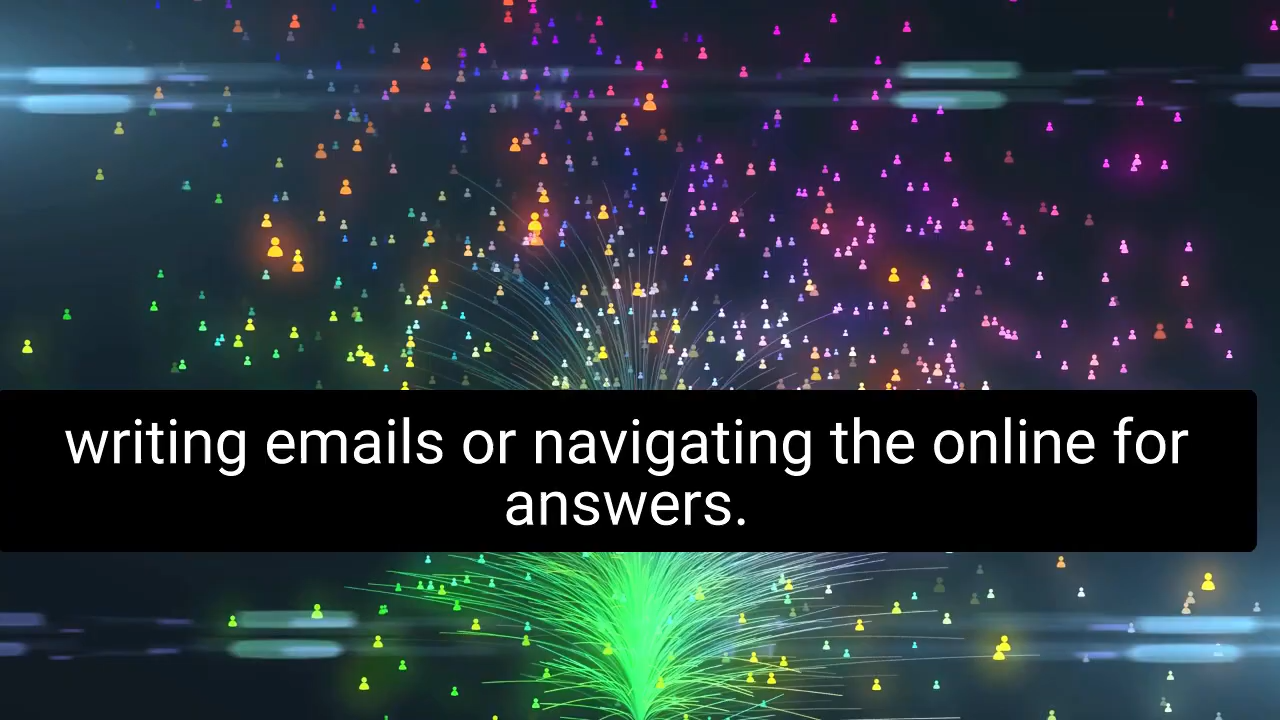 writing emails or navigating the online for
answers.